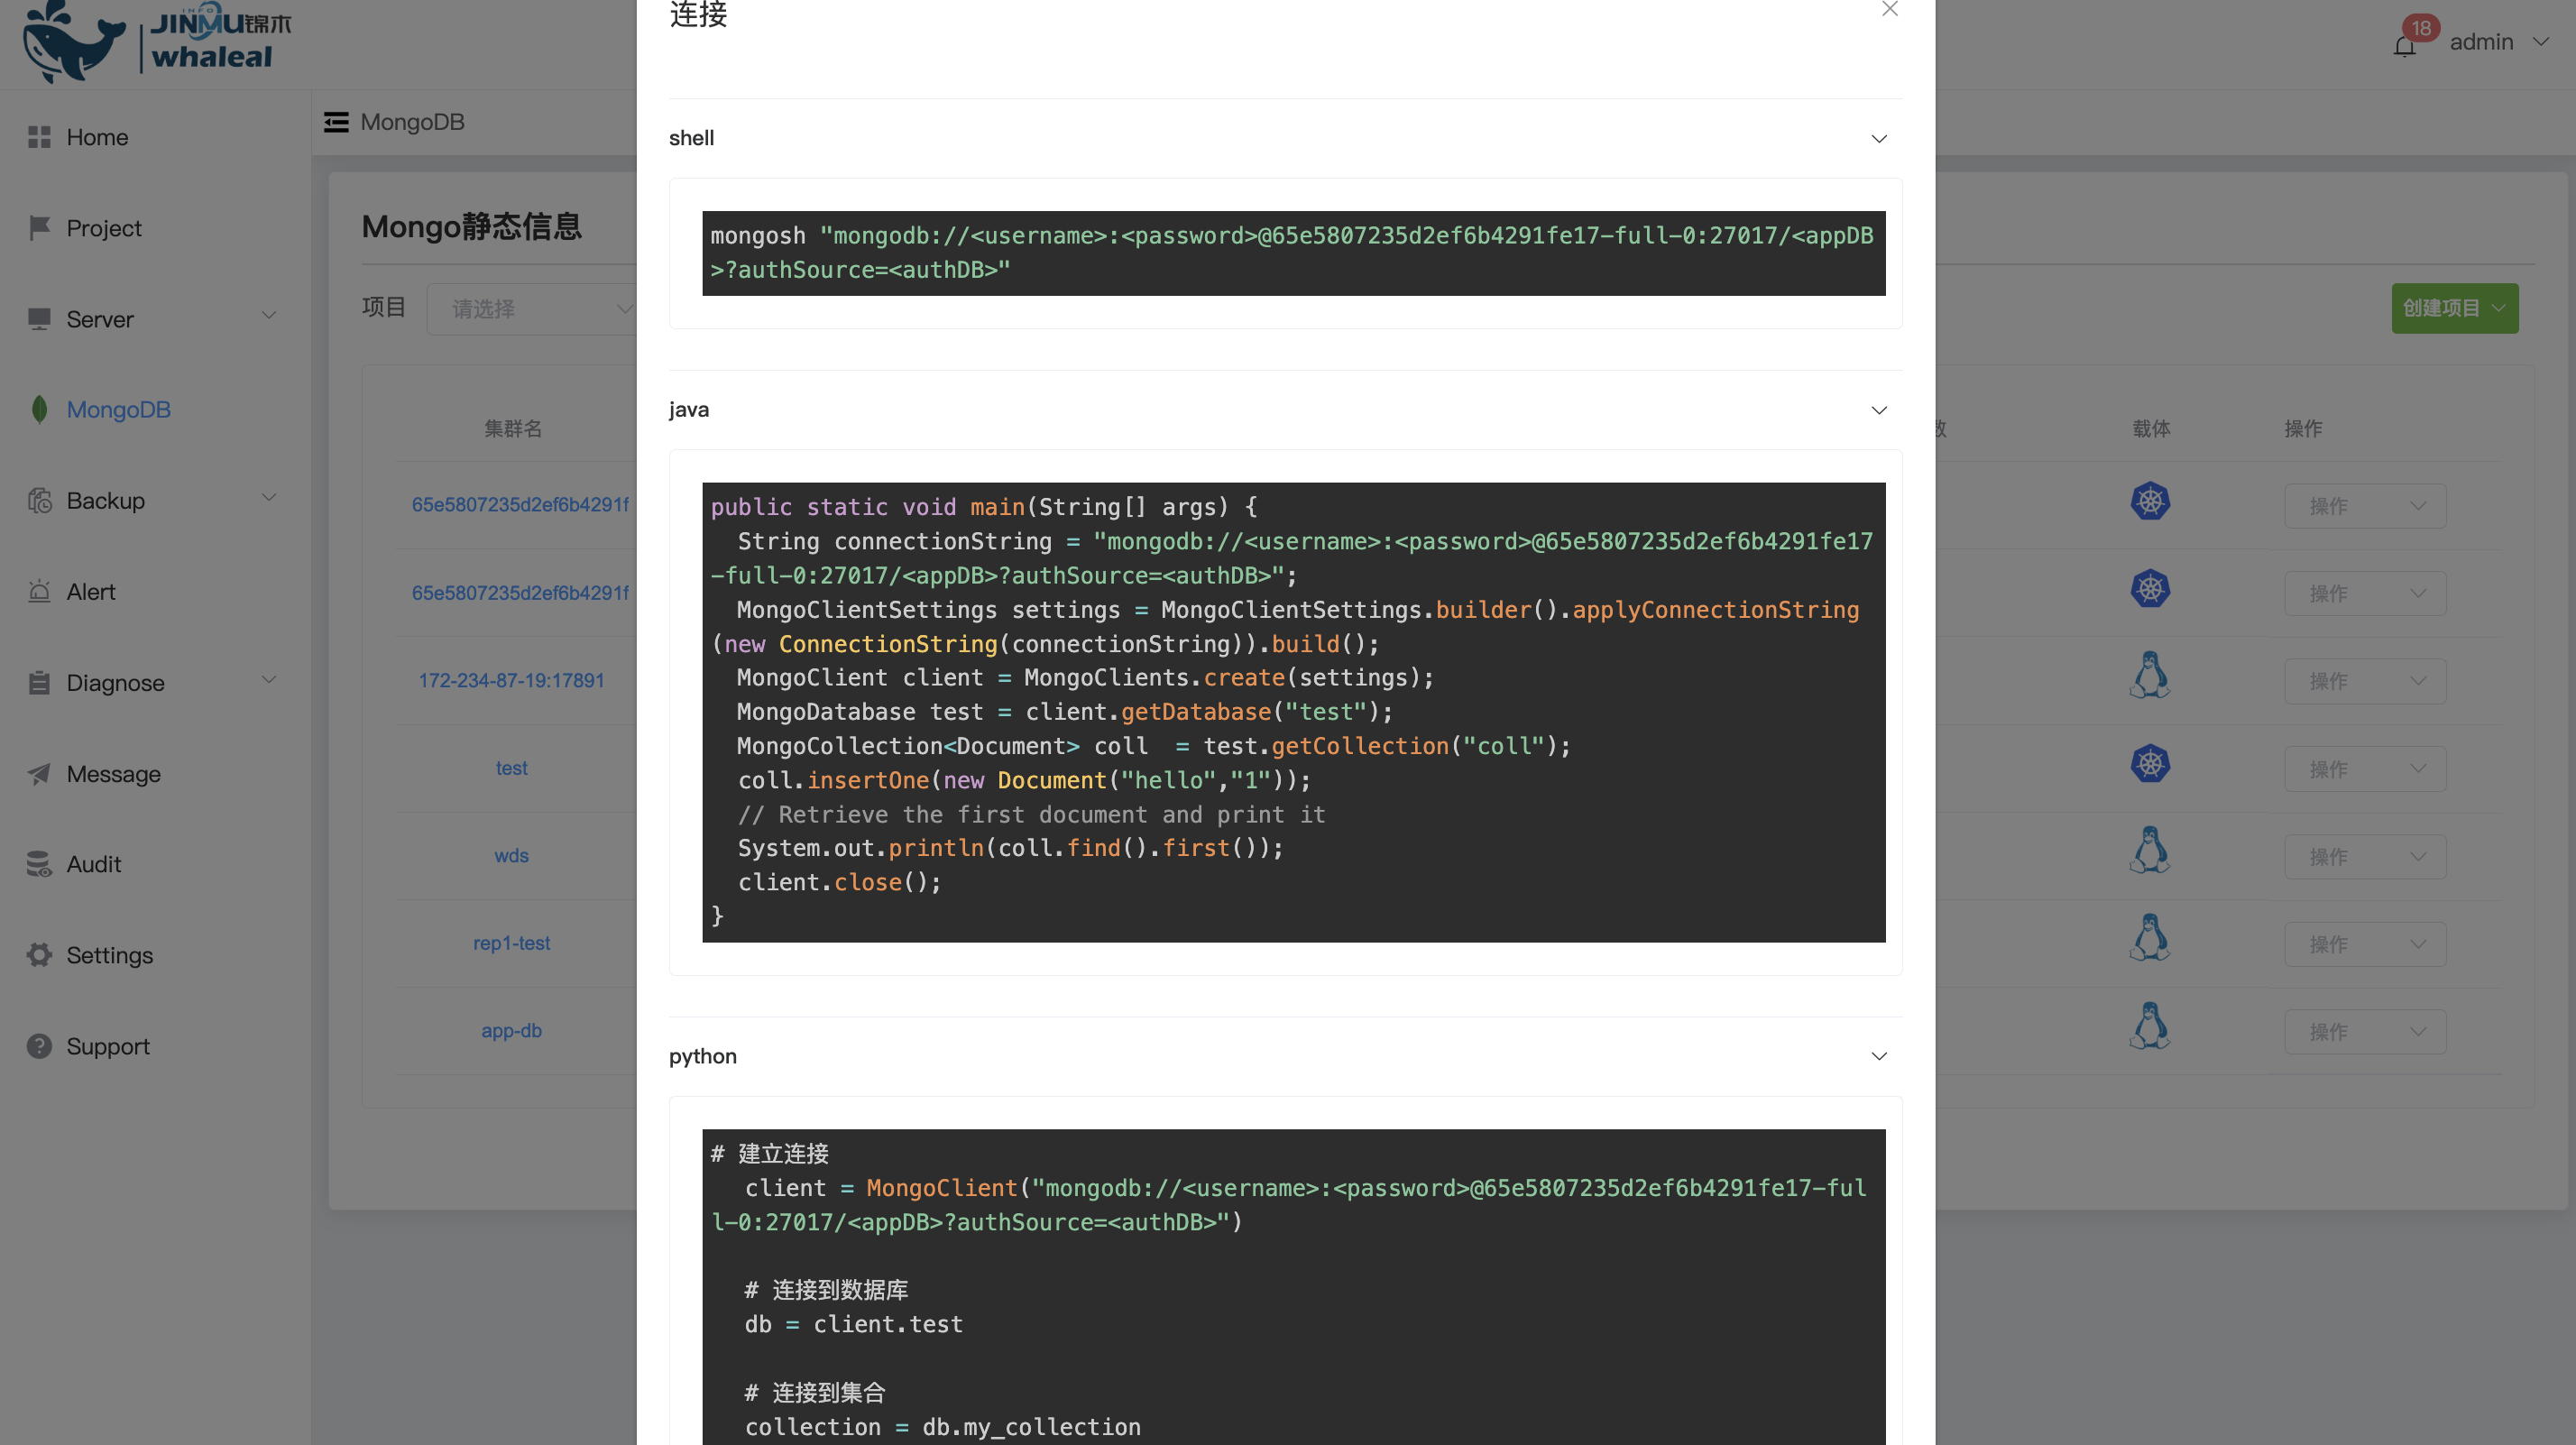 INFO
JINMU锦木
whaleal
18
admin
Home
Project
Server
MongoDB
Backup
Alert
Diagnose
Message
Audit
Settings
Support
MongoDB
Mongo静态信息
项目
请选择
创建项目
集群名
数
载体
操作
65e5807235d2ef6b4291f
操作
65e5807235d2ef6b4291f
操作
172-234-87-19:17891
操作
test
操作
wds
操作
rep1-test
操作
app-db
操作
连接
shell
mongosh "mongodb://<username>:<password>@65e5807235d2ef6b4291fe17-full-0:27017/<appDB
>?authSource=<authDB>"
java
public static void main(String[] args) {
  String connectionString = "mongodb://<username>:<password>@65e5807235d2ef6b4291fe17
-full-0:27017/<appDB>?authSource=<authDB>";
  MongoClientSettings settings = MongoClientSettings.builder().applyConnectionString
(new ConnectionString(connectionString)).build();
  MongoClient client = MongoClients.create(settings);
  MongoDatabase test = client.getDatabase("test");
  MongoCollection<Document> coll  = test.getCollection("coll");
  coll.insertOne(new Document("hello","1"));
  // Retrieve the first document and print it
  System.out.println(coll.find().first());
  client.close();
}
python
# 建立连接
client = MongoClient("mongodb://<username>:<password>@65e5807235d2ef6b4291fe17-ful
l-0:27017/<appDB>?authSource=<authDB>")
# 连接到数据库
db = client.test
# 连接到集合
collection = db.my_collection